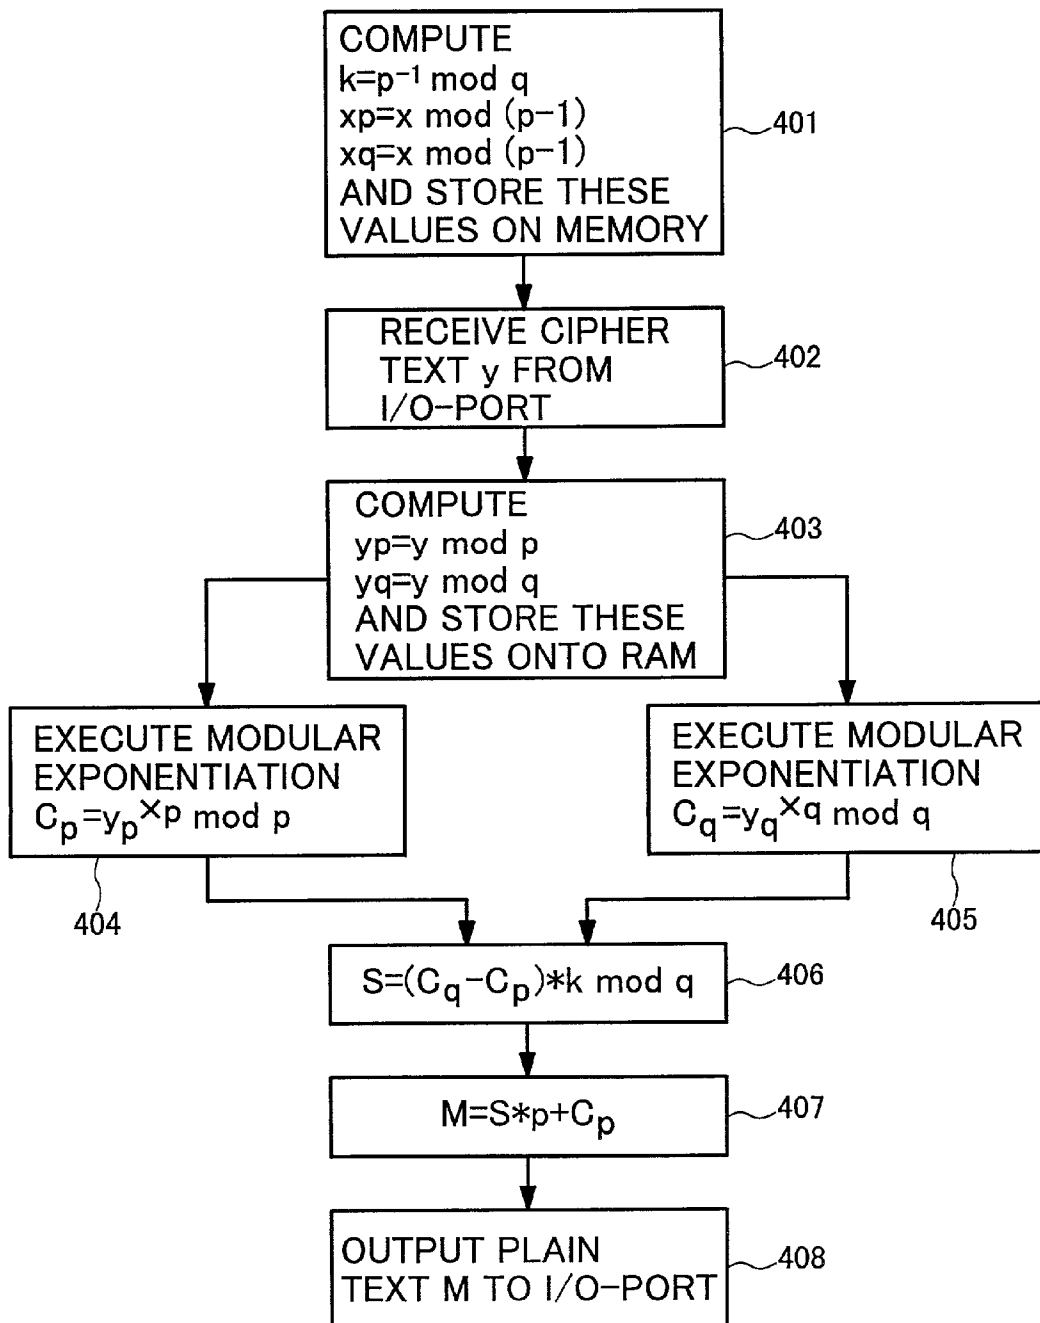 COMPUTE
k=p⁻¹ mod q
xp=x mod (p-1)
xq=x mod (p-1)
AND STORE THESE
VALUES ON MEMORY
401
RECEIVE CIPHER
TEXT y FROM
I/O-PORT
402
COMPUTE
yp=y mod p
yq=y mod q
AND STORE THESE
VALUES ONTO RAM
403
EXECUTE MODULAR
EXPONENTIATION
Cp=yp^xp mod p
404
EXECUTE MODULAR
EXPONENTIATION
Cq=yq^xq mod q
405
S=(Cq-Cp)*k mod q
406
M=S*p+Cp
407
OUTPUT PLAIN
TEXT M TO I/O-PORT
408